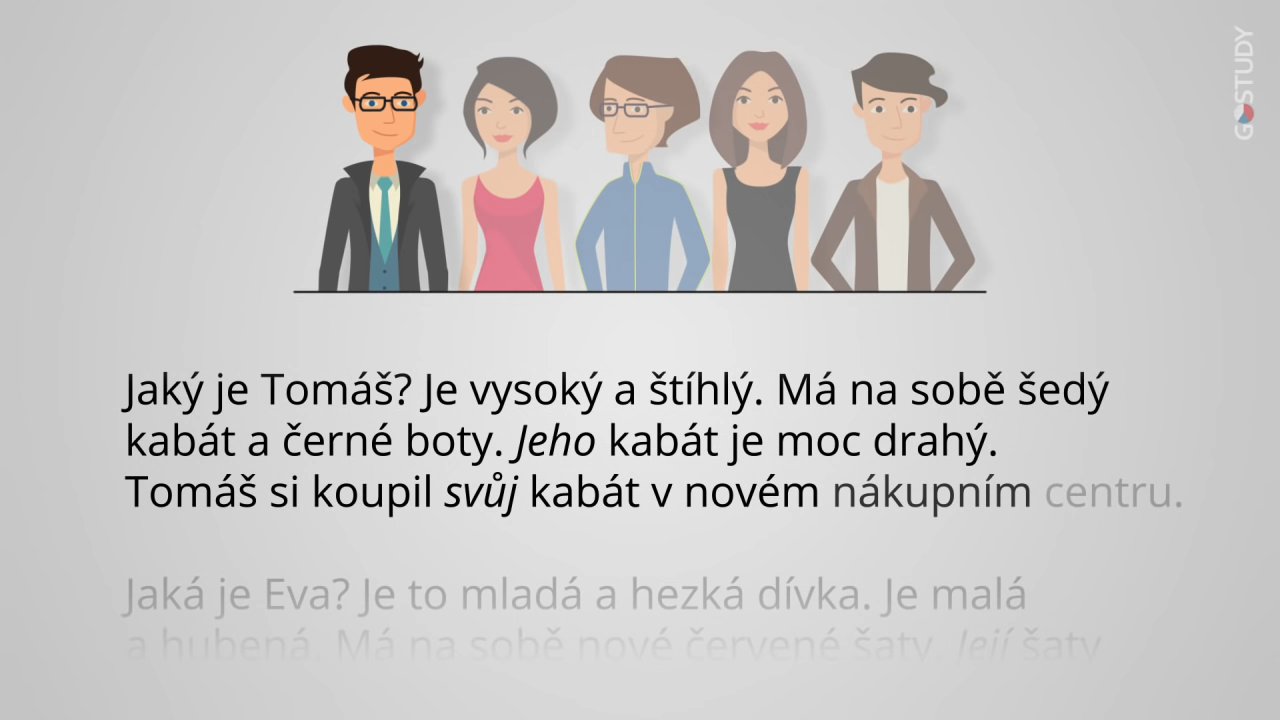 GOSTUDY
Jaký je Tomáš? Je vysoký a štíhlý. Má na sobě šedý
kabát a černé boty. Jeho kabát je moc drahý.
Tomáš si koupil svůj kabát v novém nákupním centru.
Jaká je Eva? Je to mladá a hezká dívka. Je malá
a hubená. Má na sobě nové červené šaty. Její šaty